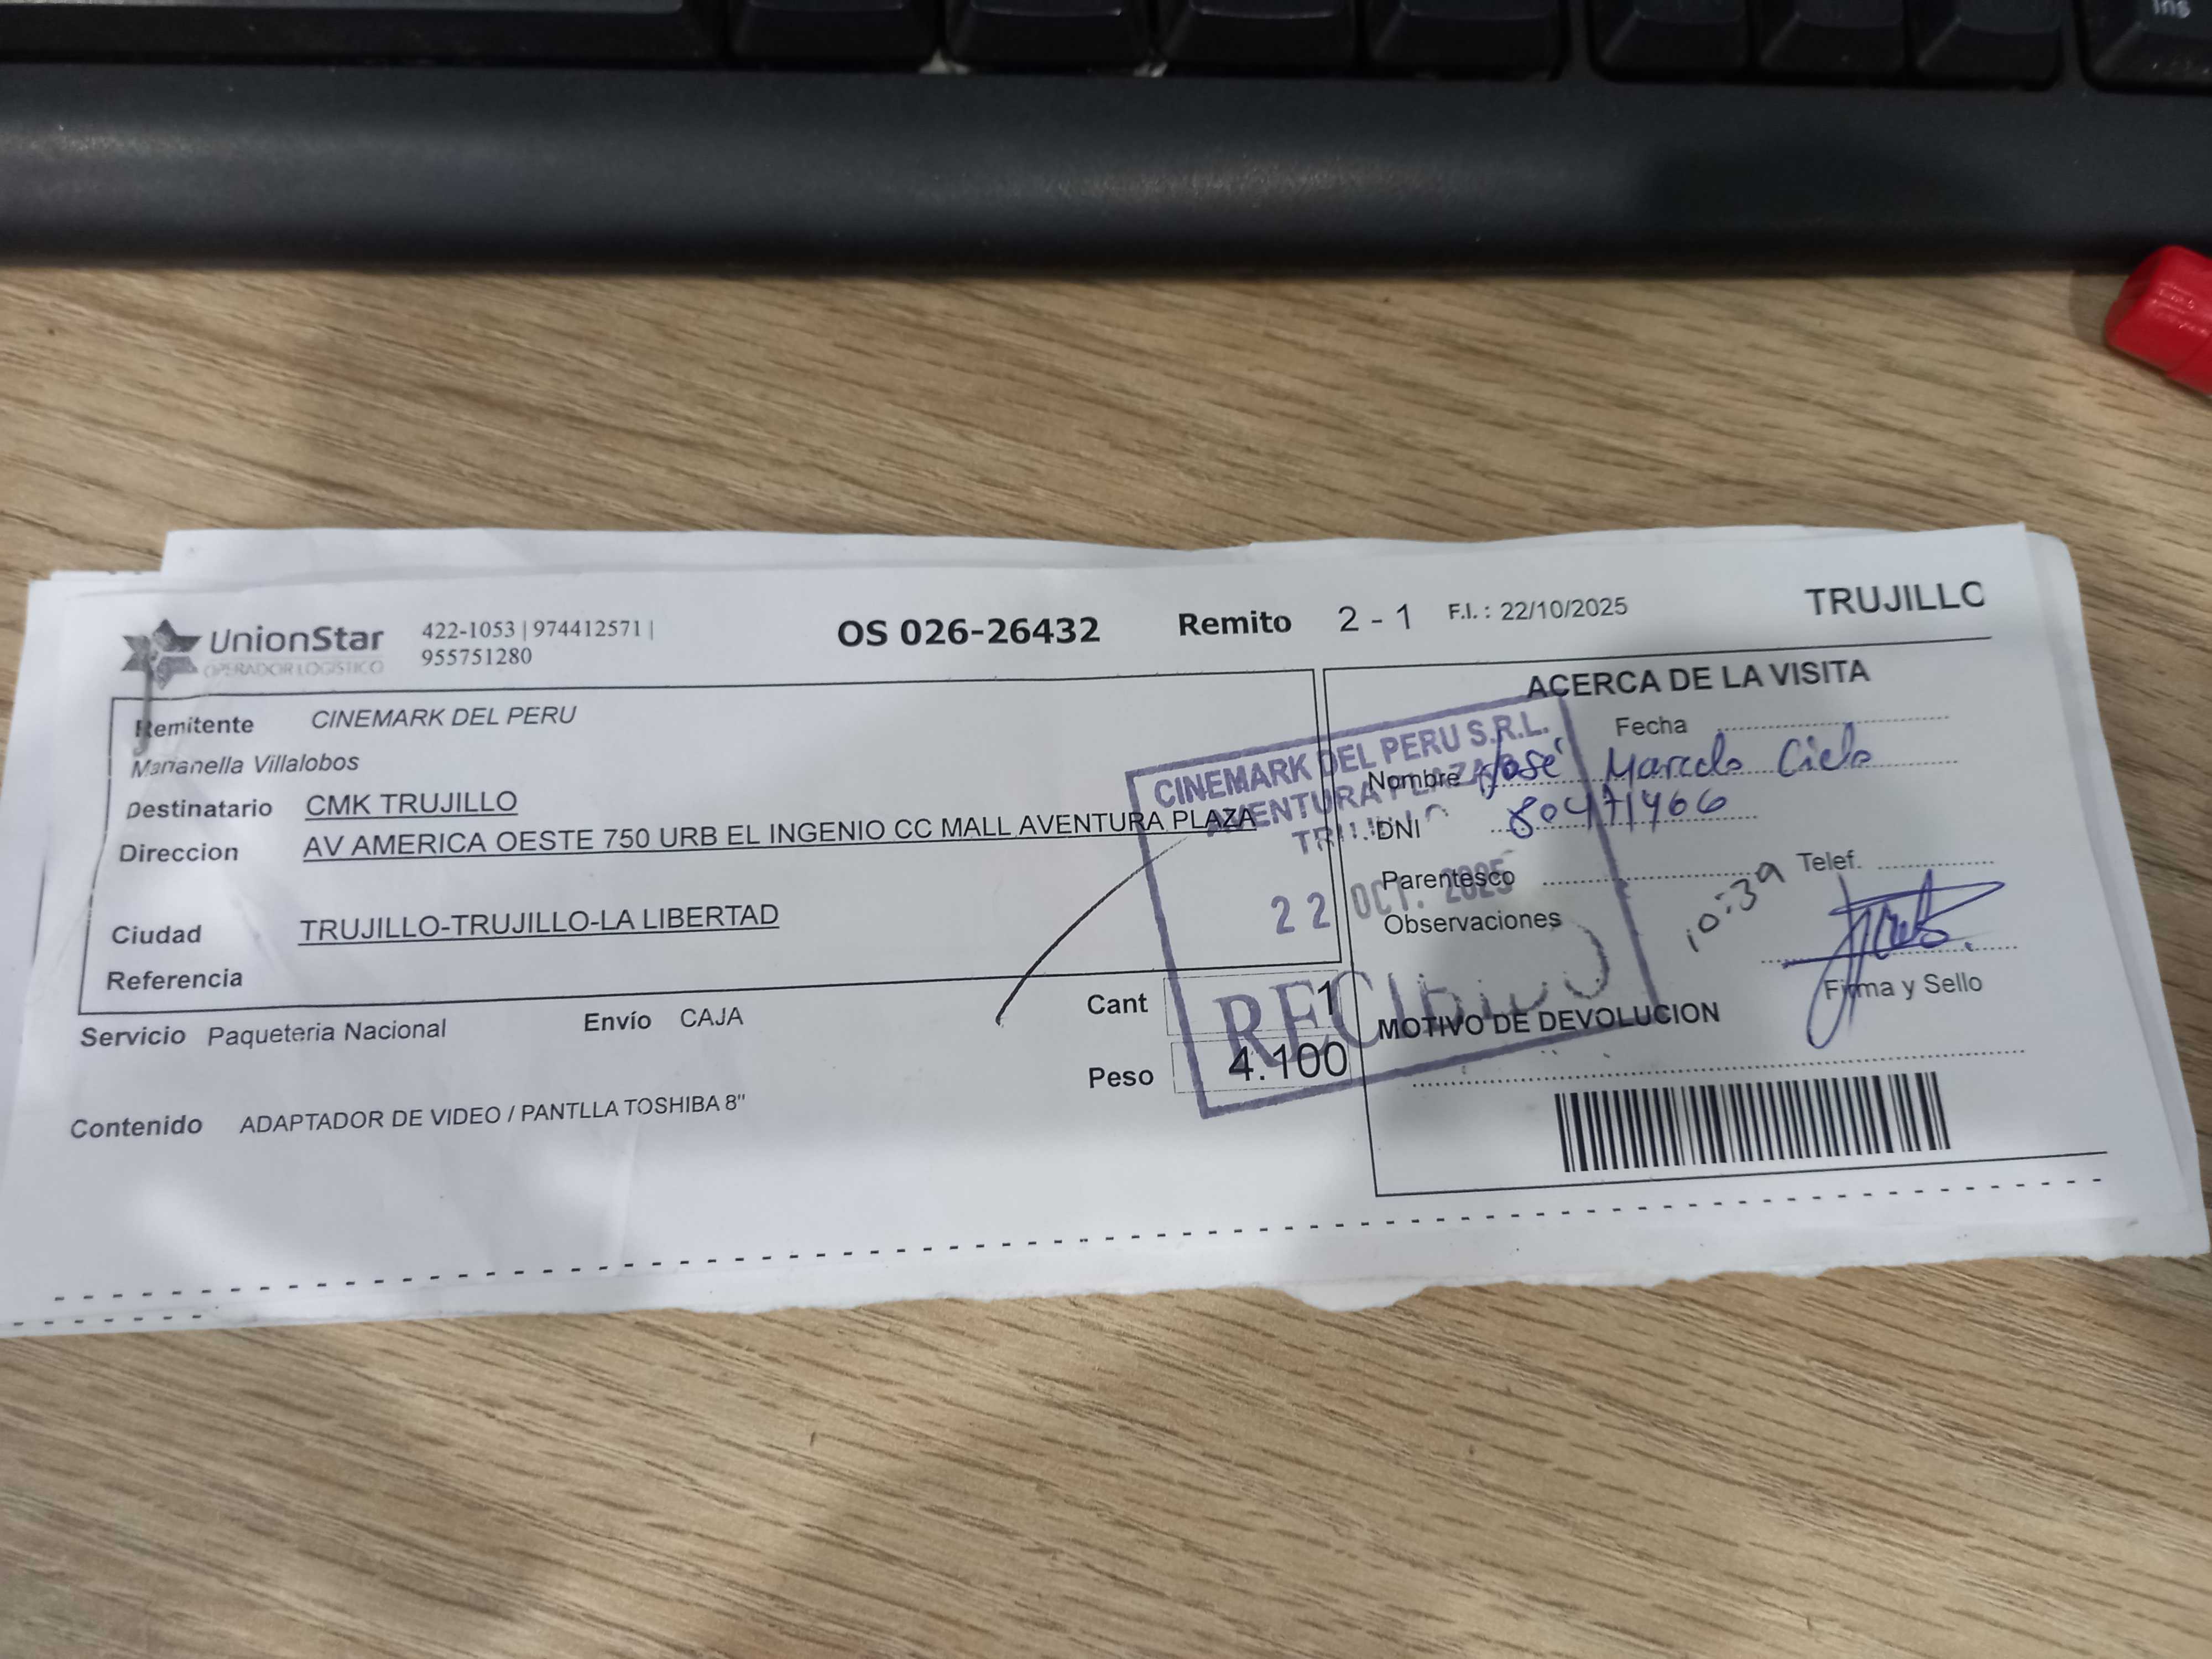 Ins
UnionStar
OPERADOR LOGÍSTICO
422-1053 | 974412571 |
955751280
OS 026-26432
Remito 2 - 1
F.I. : 22/10/2025
TRUJILLO
Remitente CINEMARK DEL PERU
Marianella Villalobos
Destinatario CMK TRUJILLO
Direccion AV AMERICA OESTE 750 URB EL INGENIO CC MALL AVENTURA PLAZA
Ciudad TRUJILLO-TRUJILLO-LA LIBERTAD
Referencia
Servicio Paqueteria Nacional
Envío CAJA
Cant 1
Peso 4.100
Contenido ADAPTADOR DE VIDEO / PANTLLA TOSHIBA 8"
ACERCA DE LA VISITA
Fecha
Nombre José Marcelo Cielo
DNI 80471466
Parentesco
Telef.
Observaciones
10:39
Firma y Sello
MOTIVO DE DEVOLUCION
CINEMARK DEL PERU S.R.L.
AVENTURA PLAZA
22 OCT. 2025
RECIBIDO